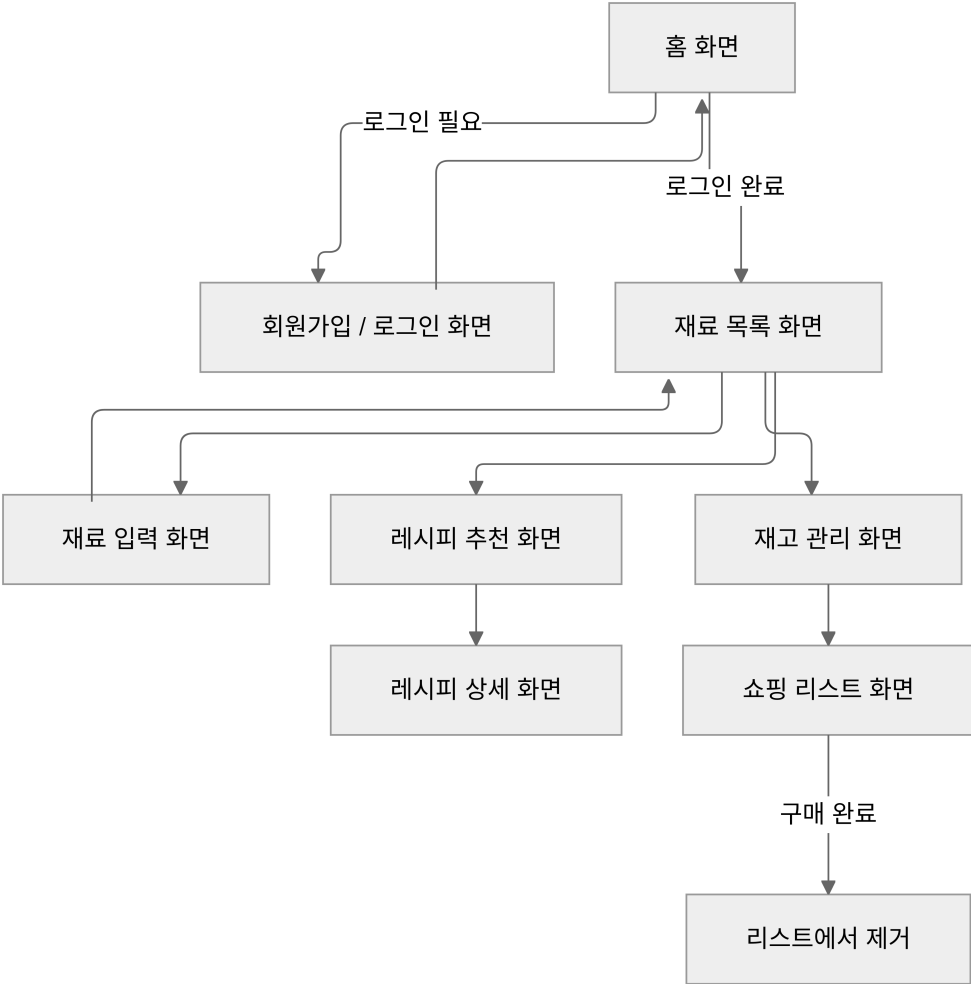 홈 화면
로그인 필요
로그인 완료
회원가입 / 로그인 화면
재료 목록 화면
재료 입력 화면
레시피 추천 화면
재고 관리 화면
레시피 상세 화면
쇼핑 리스트 화면
구매 완료
리스트에서 제거